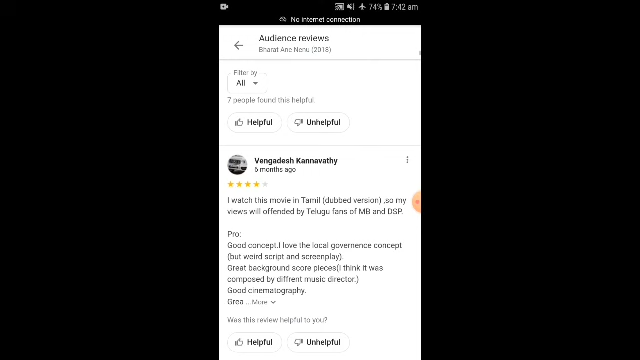 74% 7:42 am
No internet connection
Audience reviews
Bharat Ane Nenu (2018)
Filter by
All
7 people found this helpful.
Helpful Unhelpful
Vengadesh Kannavathy
6 months ago
I watch this movie in Tamil (dubbed version) ,so my
views will offended by Telugu fans of MB and DSP.
Pro:
Good concept.I love the local governence concept
(but weird script and screenplay).
Great background score pieces(I think it was
composed by diffrent music director.)
Good cinematography.
Grea ... More
Was this review helpful to you?
Helpful Unhelpful